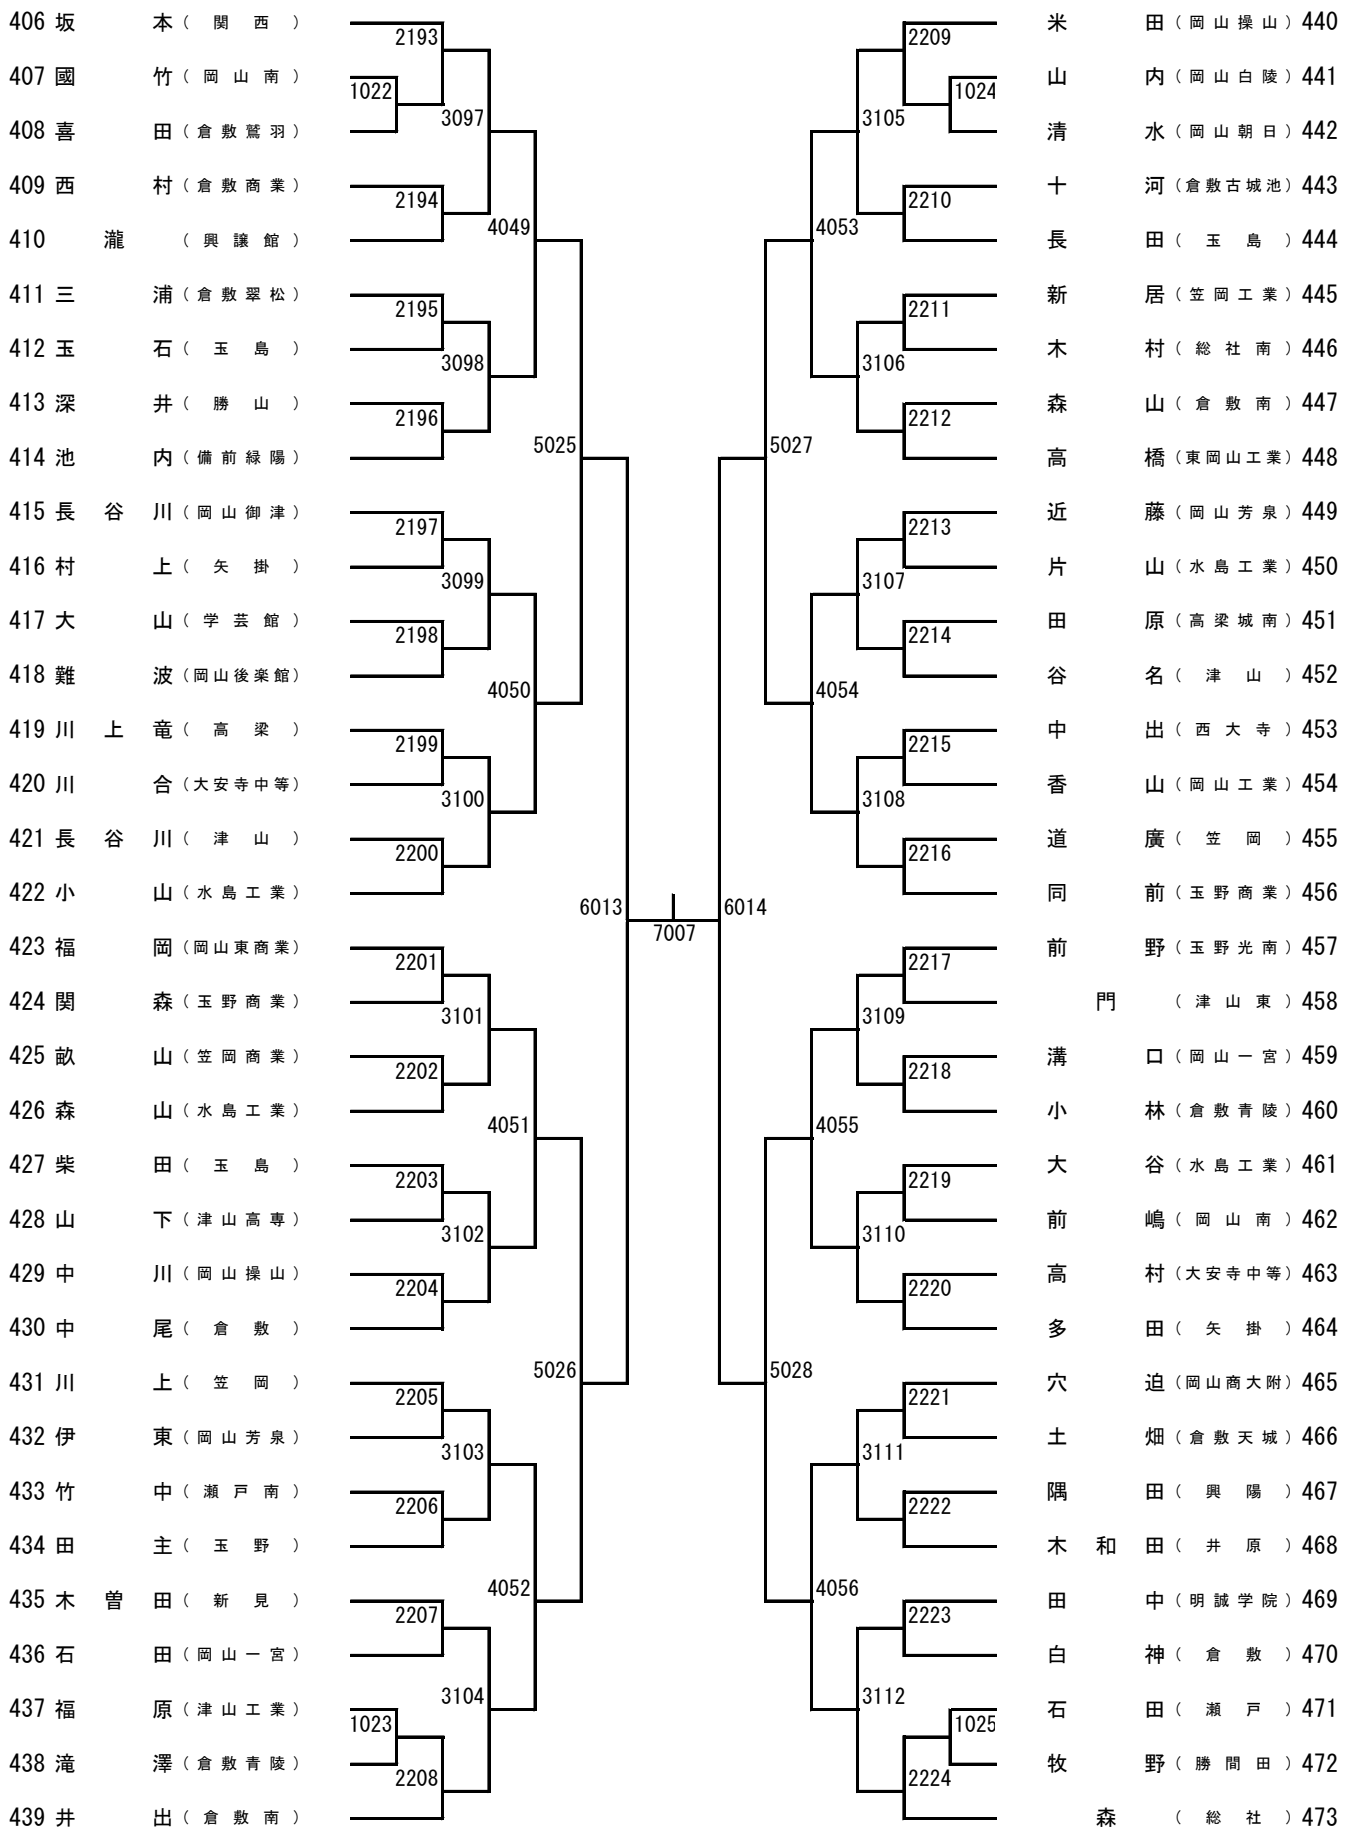 406 坂本(関西)
2193
407 國竹(岡山南)
1022
3097
408 喜田(倉敷鷲羽)
409 西村(倉敷商業)
2194
4049
410 瀧(興譲館)
411 三浦(倉敷翠松)
2195
412 玉石(玉島)
3098
413 深井(勝山)
2196
5025
414 池内(備前緑陽)
415 長谷川(岡山御津)
2197
416 村上(矢掛)
3099
417 大山(学芸館)
2198
418 難波(岡山後楽館)
4050
419 川上竜(高梁)
2199
420 川合(大安寺中等)
3100
421 長谷川(津山)
2200
422 小山(水島工業)
6013
7007
423 福岡(岡山東商業)
2201
424 関森(玉野商業)
3101
425 畝山(笠岡商業)
2202
426 森山(水島工業)
4051
427 柴田(玉島)
2203
428 山下(津山高専)
3102
429 中川(岡山操山)
2204
430 中尾(倉敷)
5026
431 川上(笠岡)
2205
432 伊東(岡山芳泉)
3103
433 竹中(瀬戸南)
2206
434 田主(玉野)
4052
435 木曽田(新見)
2207
436 石田(岡山一宮)
3104
437 福原(津山工業)
1023
438 滝澤(倉敷青陵)
2208
439 井出(倉敷南)
米田(岡山操山)440
2209
山内(岡山白陵)441
1024
3105
清水(岡山朝日)442
十河(倉敷古城池)443
2210
4053
長田(玉島)444
新居(笠岡工業)445
2211
木村(総社南)446
3106
森山(倉敷南)447
2212
5027
高橋(東岡山工業)448
近藤(岡山芳泉)449
2213
片山(水島工業)450
3107
田原(高梁城南)451
2214
谷名(津山)452
4054
中出(西大寺)453
2215
香山(岡山工業)454
3108
道廣(笠岡)455
2216
同前(玉野商業)456
6014
前野(玉野光南)457
2217
門(津山東)458
3109
溝口(岡山一宮)459
2218
小林(倉敷青陵)460
4055
大谷(水島工業)461
2219
前嶋(岡山南)462
3110
高村(大安寺中等)463
2220
多田(矢掛)464
5028
穴迫(岡山商大附)465
2221
土畑(倉敷天城)466
3111
隅田(興陽)467
2222
木和田(井原)468
4056
田中(明誠学院)469
2223
白神(倉敷)470
3112
石田(瀬戸)471
1025
牧野(勝間田)472
2224
森(総社)473